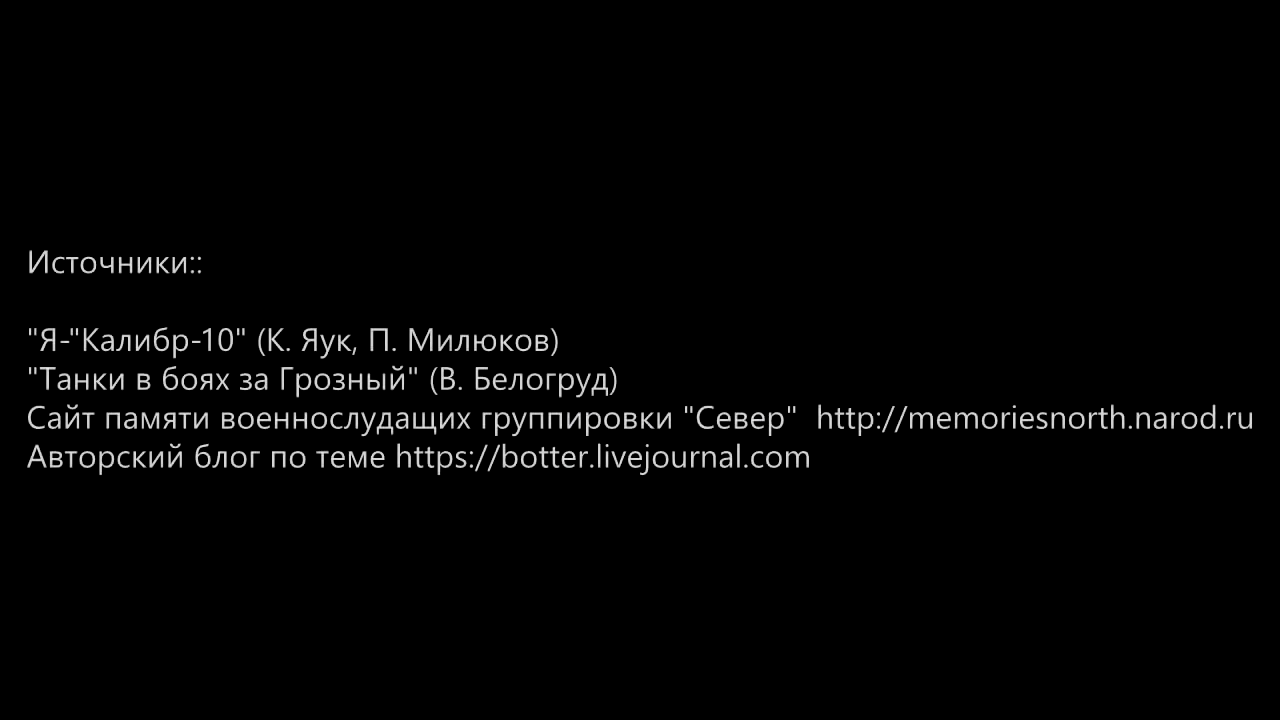 Источники::
"Я-"Калибр-10" (К. Яук, П. Милюков)
"Танки в боях за Грозный" (В. Белогруд)
Сайт памяти военнослудащих группировки "Север" http://memoriesnorth.narod.ru
Авторский блог по теме https://botter.livejournal.com